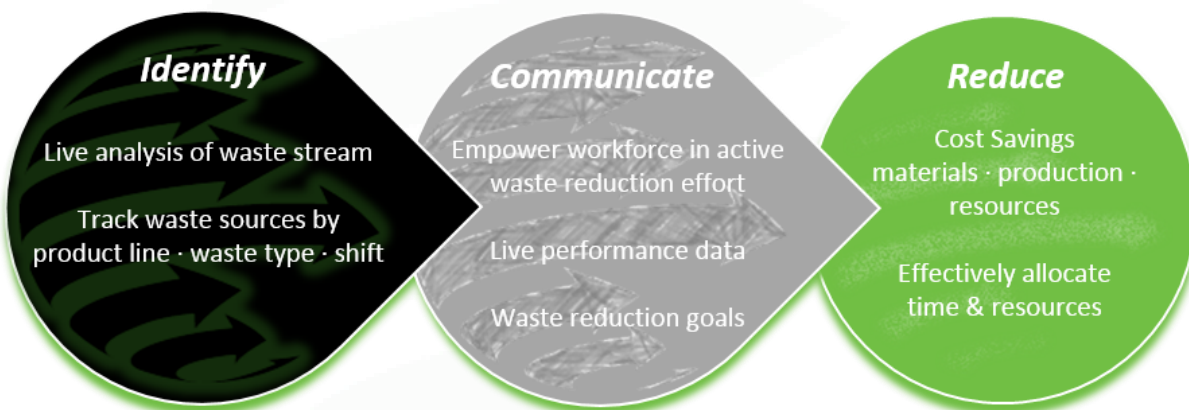 Identify
Live analysis of waste stream
Track waste sources by
product line · waste type · shift
Communicate
Empower workforce in active
waste reduction effort
Live performance data
Waste reduction goals
Reduce
Cost Savings
materials · production ·
resources
Effectively allocate
time & resources